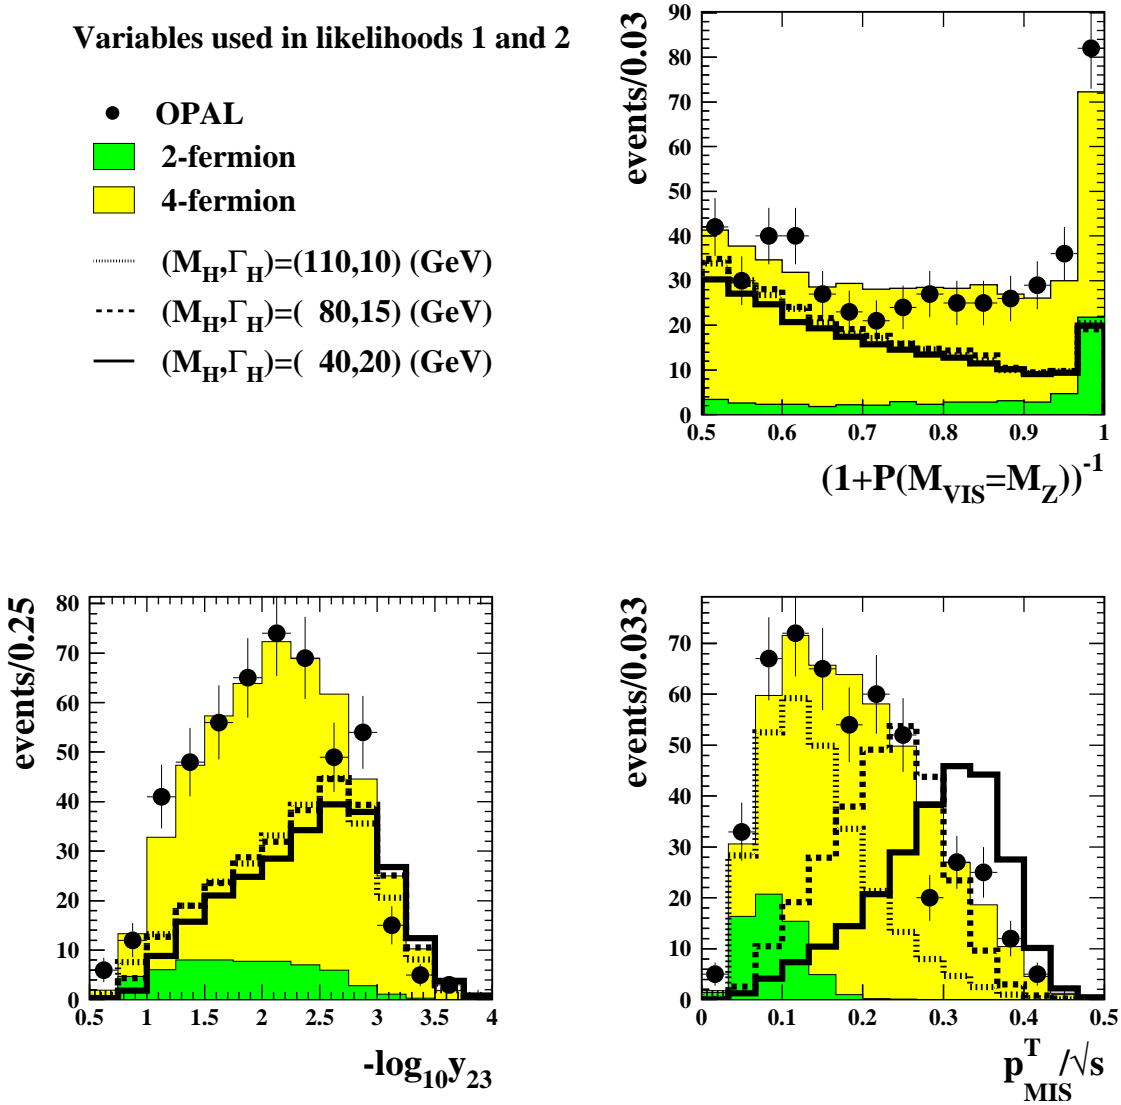 Variables used in likelihoods 1 and 2
OPAL
2-fermion
4-fermion
(M_H,Γ_H)=(110,10) (GeV)
(M_H,Γ_H)=( 80,15) (GeV)
(M_H,Γ_H)=( 40,20) (GeV)
events/0.03
90
80
70
60
50
40
30
20
10
0
0.5 0.6 0.7 0.8 0.9 1
(1+P(M_VIS=M_Z))^-1
events/0.25
80
70
60
50
40
30
20
10
0
0.5 1 1.5 2 2.5 3 3.5 4
-log_10y_23
events/0.033
70
60
50
40
30
20
10
0
0 0.1 0.2 0.3 0.4 0.5
p^T_MIS/√s